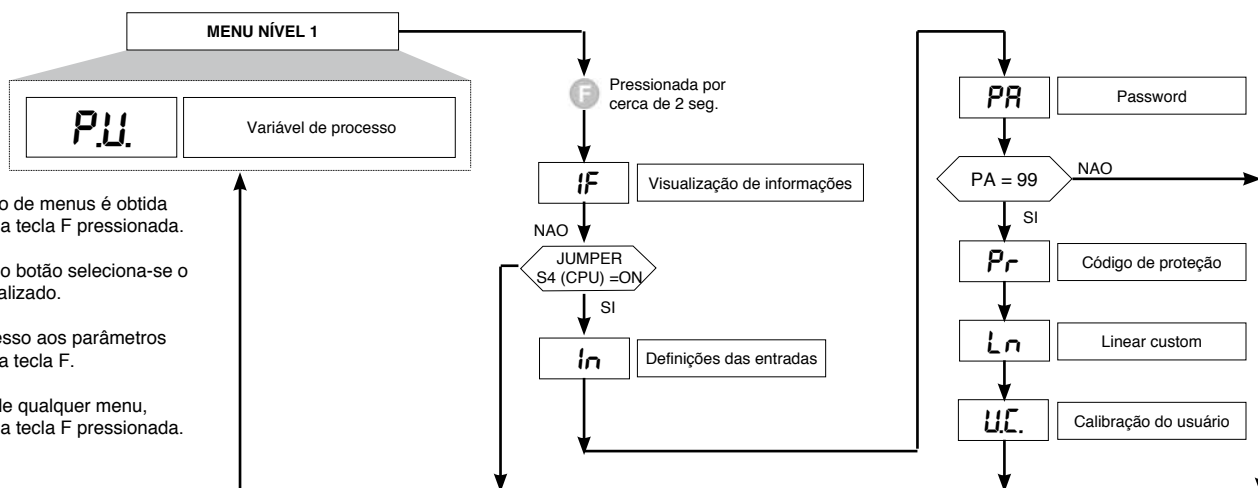 MENU NÍVEL 1
P.U.
Variável de processo
o de menus é obtida
a tecla F pressionada.
o botão seleciona-se o
alizado.
esso aos parâmetros
a tecla F.
de qualquer menu,
a tecla F pressionada.
F
Pressionada por
cerca de 2 seg.
IF
Visualização de informações
NAO
JUMPER
S4 (CPU) =ON
SI
In
Definições das entradas
PA
Password
PA = 99
NAO
SI
Pr
Código de proteção
Ln
Linear custom
U.C.
Calibração do usuário